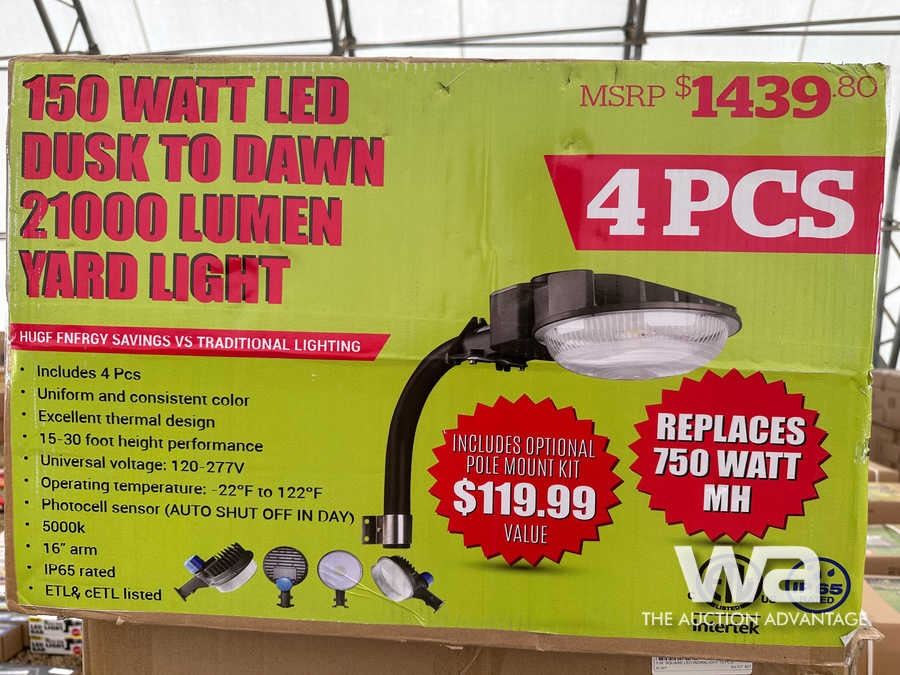 150 WATT LED
DUSK TO DAWN
21000 LUMEN
YARD LIGHT
MSRP $1439.80
4 PCS
HUGE ENERGY SAVINGS VS TRADITIONAL LIGHTING
• Includes 4 Pcs
• Uniform and consistent color
• Excellent thermal design
• 15-30 foot height performance
• Universal voltage: 120-277V
• Operating temperature: -22°F to 122°F
• Photocell sensor (AUTO SHUT OFF IN DAY)
• 5000k
• 16" arm
• IP65 rated
• ETL& cETL listed
INCLUDES OPTIONAL
POLE MOUNT KIT
$119.99
VALUE
REPLACES
750 WATT
MH
wa
THE AUCTION ADVANTAGE
LISTED
US
Intertek
IP65
RATED